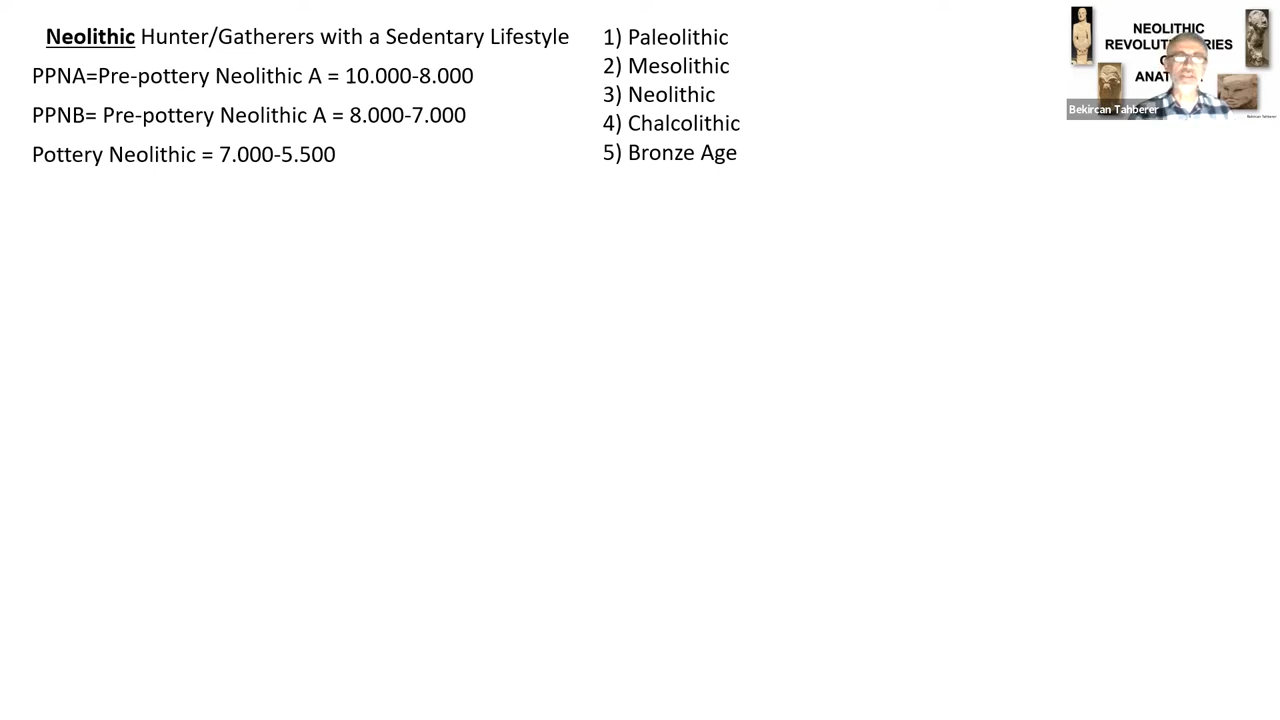 Neolithic Hunter/Gatherers with a Sedentary Lifestyle
PPNA=Pre-pottery Neolithic A = 10.000-8.000
PPNB= Pre-pottery Neolithic A = 8.000-7.000
Pottery Neolithic = 7.000-5.500
1) Paleolithic
2) Mesolithic
3) Neolithic
4) Chalcolithic
5) Bronze Age
NEOLITHIC
Bekircan Tahberer
Bekircan Tahberer